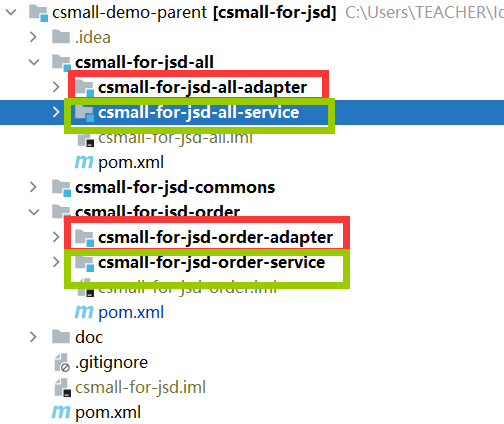 csmall-demo-parent [csmall-for-jsd] C:\Users\TEACHER\Id
.idea
csmall-for-jsd-all
csmall-for-jsd-all-adapter
csmall-for-jsd-all-service
csmall-for-jsd-all.iml
pom.xml
csmall-for-jsd-commons
csmall-for-jsd-order
csmall-for-jsd-order-adapter
csmall-for-jsd-order-service
csmall-for-jsd-order.iml
pom.xml
doc
.gitignore
csmall-for-jsd.iml
pom.xml